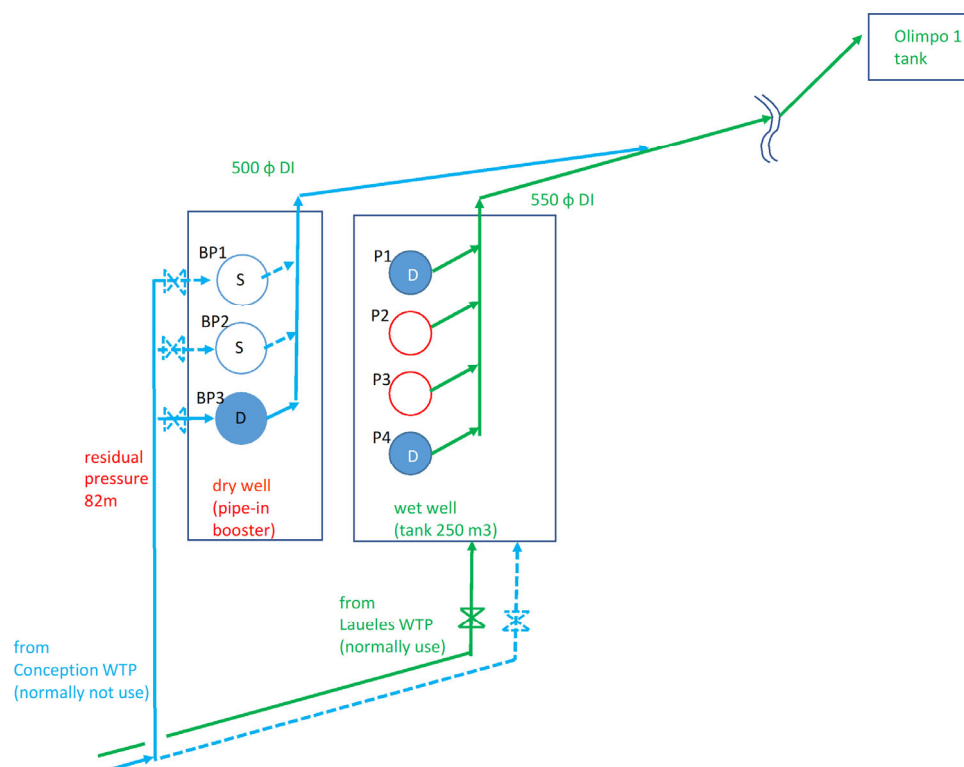 Olimpo 1
tank
500 ф DI
550 ф DI
BP1
S
BP2
S
BP3
D
P1
D
P2
P3
P4
D
residual
pressure
82m
dry well
(pipe-in
booster)
wet well
(tank 250 m3)
from
Laueles WTP
(normally use)
from
Conception WTP
(normally not use)